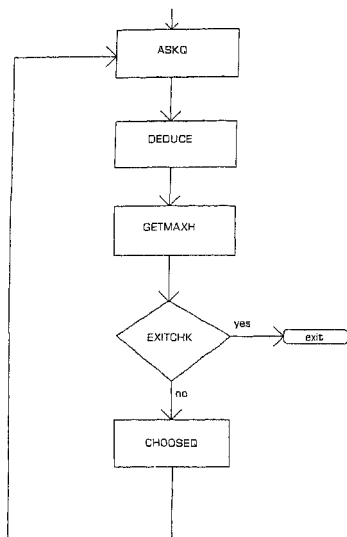 ASKQ
DEDUCE
GETMAXH
EXITCHK
yes
exit
no
CHOOSEQ